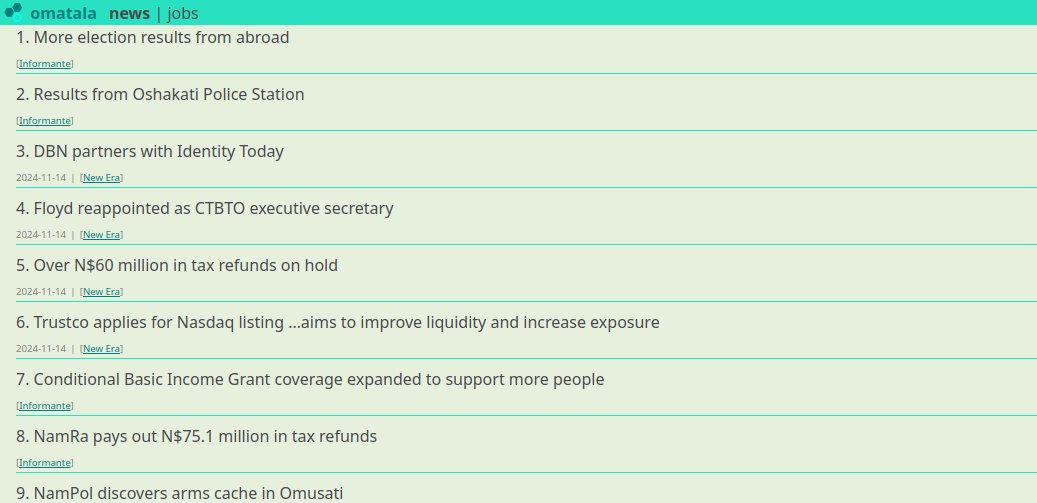 omatala news | jobs
1. More election results from abroad
[Informante]
2. Results from Oshakati Police Station
[Informante]
3. DBN partners with Identity Today
2024-11-14 | [New Era]
4. Floyd reappointed as CTBTO executive secretary
2024-11-14 | [New Era]
5. Over N$60 million in tax refunds on hold
2024-11-14 | [New Era]
6. Trustco applies for Nasdaq listing …aims to improve liquidity and increase exposure
2024-11-14 | [New Era]
7. Conditional Basic Income Grant coverage expanded to support more people
[Informante]
8. NamRa pays out N$75.1 million in tax refunds
[Informante]
9. NamPol discovers arms cache in Omusati